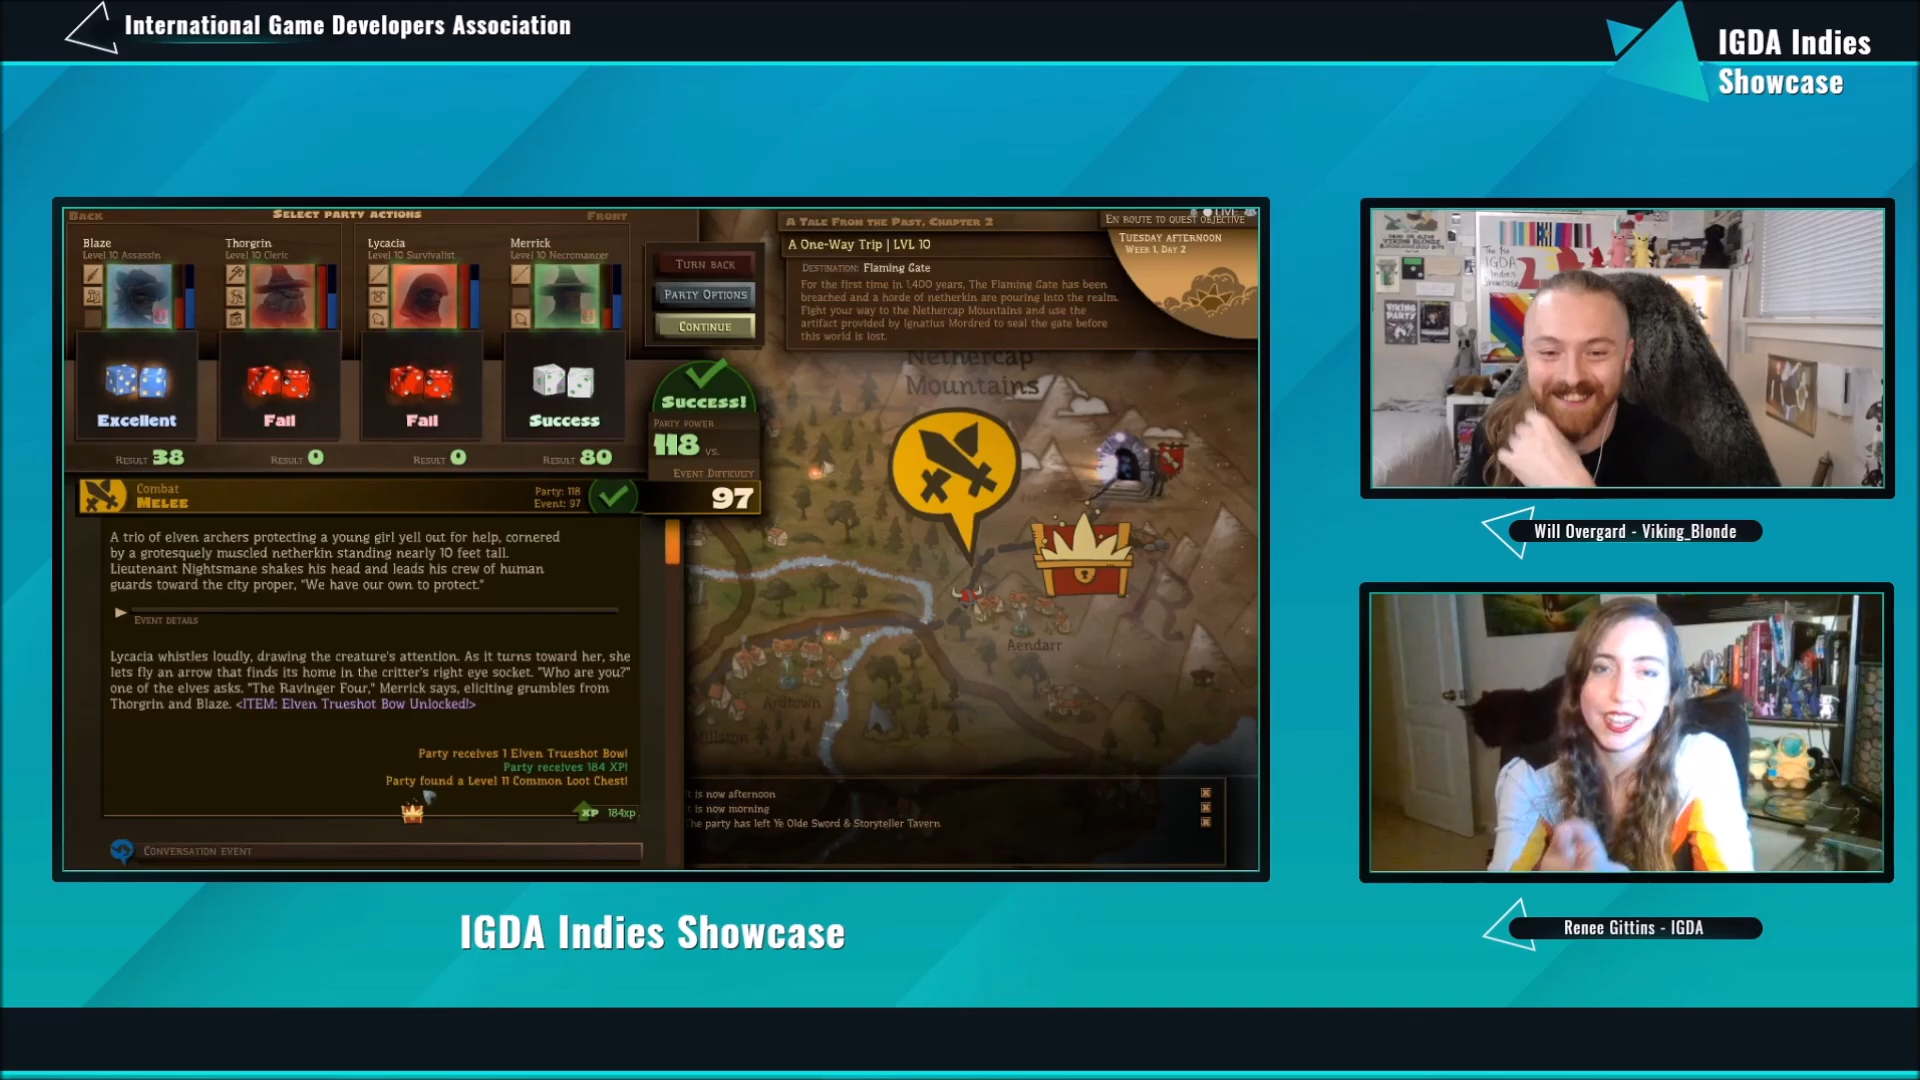 International Game Developers Association
IGDA Indies
Showcase
Back
Select party actions
Front
Blaze
Level 10 Assassin
Thorgrin
Level 10 Cleric
Lycacia
Level 10 Survivalist
Merrick
Level 10 Necromancer
Excellent
Fail
Fail
Success
Result 38
Result 0
Result 0
Result 80
Turn back
Party Options
Continue
Success!
Party power
118 vs.
Event Difficulty
97
Combat
Melee
Party: 118
Event: 97
A trio of elven archers protecting a young girl yell out for help, cornered
by a grotesquely muscled netherkin standing nearly 10 feet tall.
Lieutenant Nightsmane shakes his head and leads his crew of human
guards toward the city proper, "We have our own to protect."
Event details
Lycacia whistles loudly, drawing the creature's attention. As it turns toward her, she
lets fly an arrow that finds its home in the critter's right eye socket. "Who are you?"
one of the elves asks. "The Ravinger Four," Merrick says, eliciting grumbles from
Thorgrin and Blaze. <ITEM: Elven Trueshot Bow Unlocked!>
Party receives 1 Elven Trueshot Bow!
Party receives 184 XP!
Party found a Level 11 Common Loot Chest!
XP 184xp
Conversation event
A Tale From the Past, Chapter 2
A One-Way Trip | LVL 10
Destination: Flaming Gate
For the first time in 1,400 years, The Flaming Gate has been
breached and a horde of netherkin are pouring into the realm.
Fight your way to the Nethercap Mountains and use the
artifact provided by Ignatius Mordred to seal the gate before
this world is lost.
LIVE
En route to quest objective
Tuesday afternoon
Week 1, Day 2
Nethercap
Mountains
Aendarr
Ardtown
Millston
t is now afternoon
t is now morning
he party has left Ye Olde Sword & Storyteller Tavern
The 1st
IGDA
Indies
VIKING
PARTY
Will Overgard - Viking_Blonde
Renee Gittins - IGDA
IGDA Indies Showcase